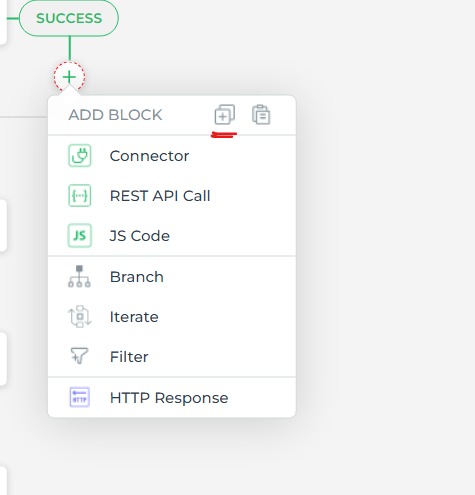 SUCCESS
ADD BLOCK
Connector
REST API Call
JS JS Code
Branch
Iterate
Filter
HTTP HTTP Response